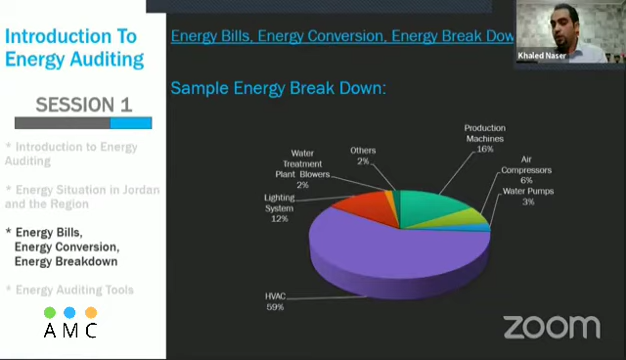 Introduction To
Energy Auditing
SESSION 1
* Introduction to Energy
Auditing
* Energy Situation in Jordan
and the Region
* Energy Bills,
Energy Conversion,
Energy Breakdown
* Energy Auditing Tools
A M C
Energy Bills, Energy Conversion, Energy Break Dow
Khaled Naser
Sample Energy Break Down:
Production
Machines
16%
Air
Compressors
6%
Water Pumps
3%
Others
2%
Water
Treatment
Plant Blowers
2%
Lighting
System
12%
HVAC
59%
zoom